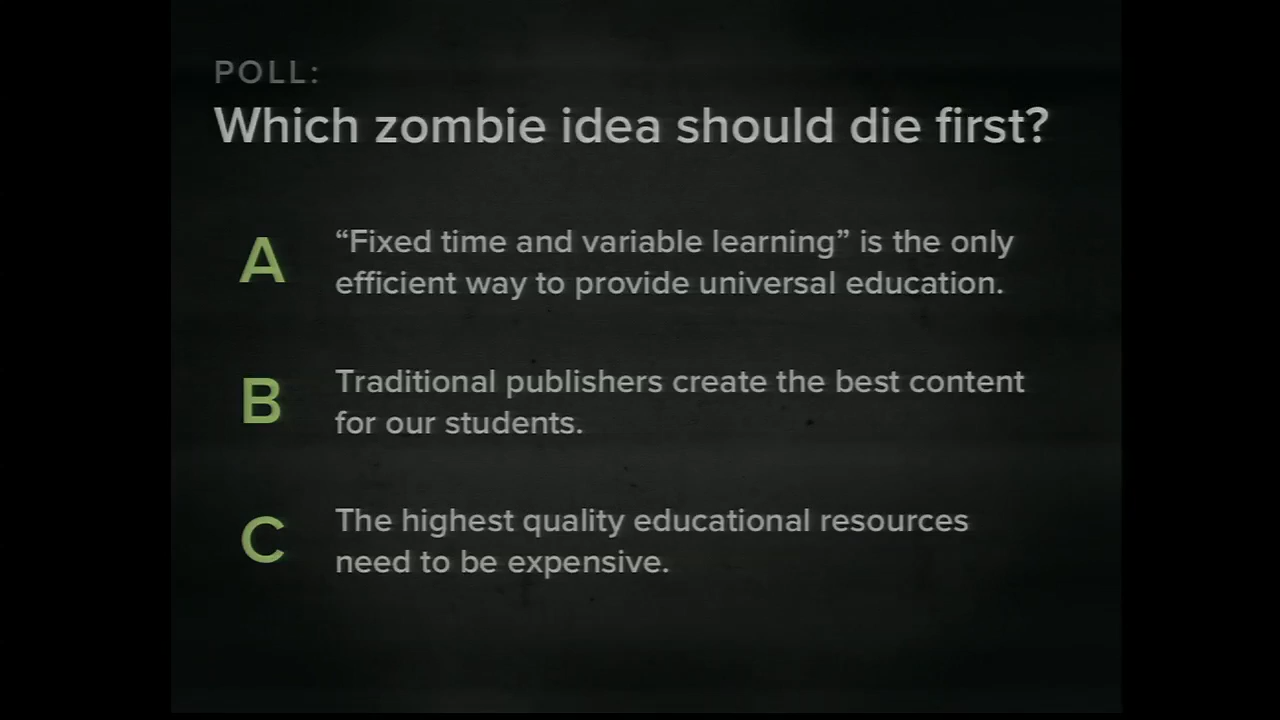 POLL:
Which zombie idea should die first?
A
“Fixed time and variable learning” is the only
efficient way to provide universal education.
B
Traditional publishers create the best content
for our students.
C
The highest quality educational resources
need to be expensive.